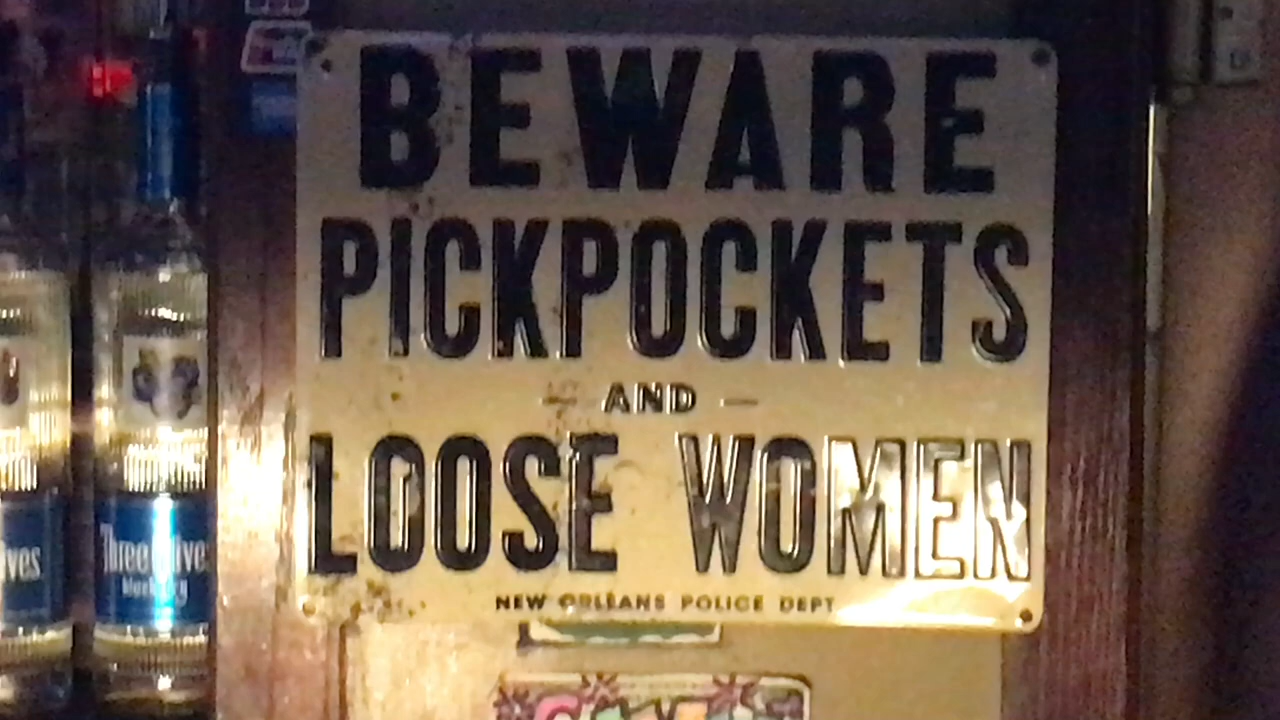 BEWARE
PICKPOCKETS
— AND —
LOOSE WOMEN
NEW ORLEANS POLICE DEPT
Three Olives